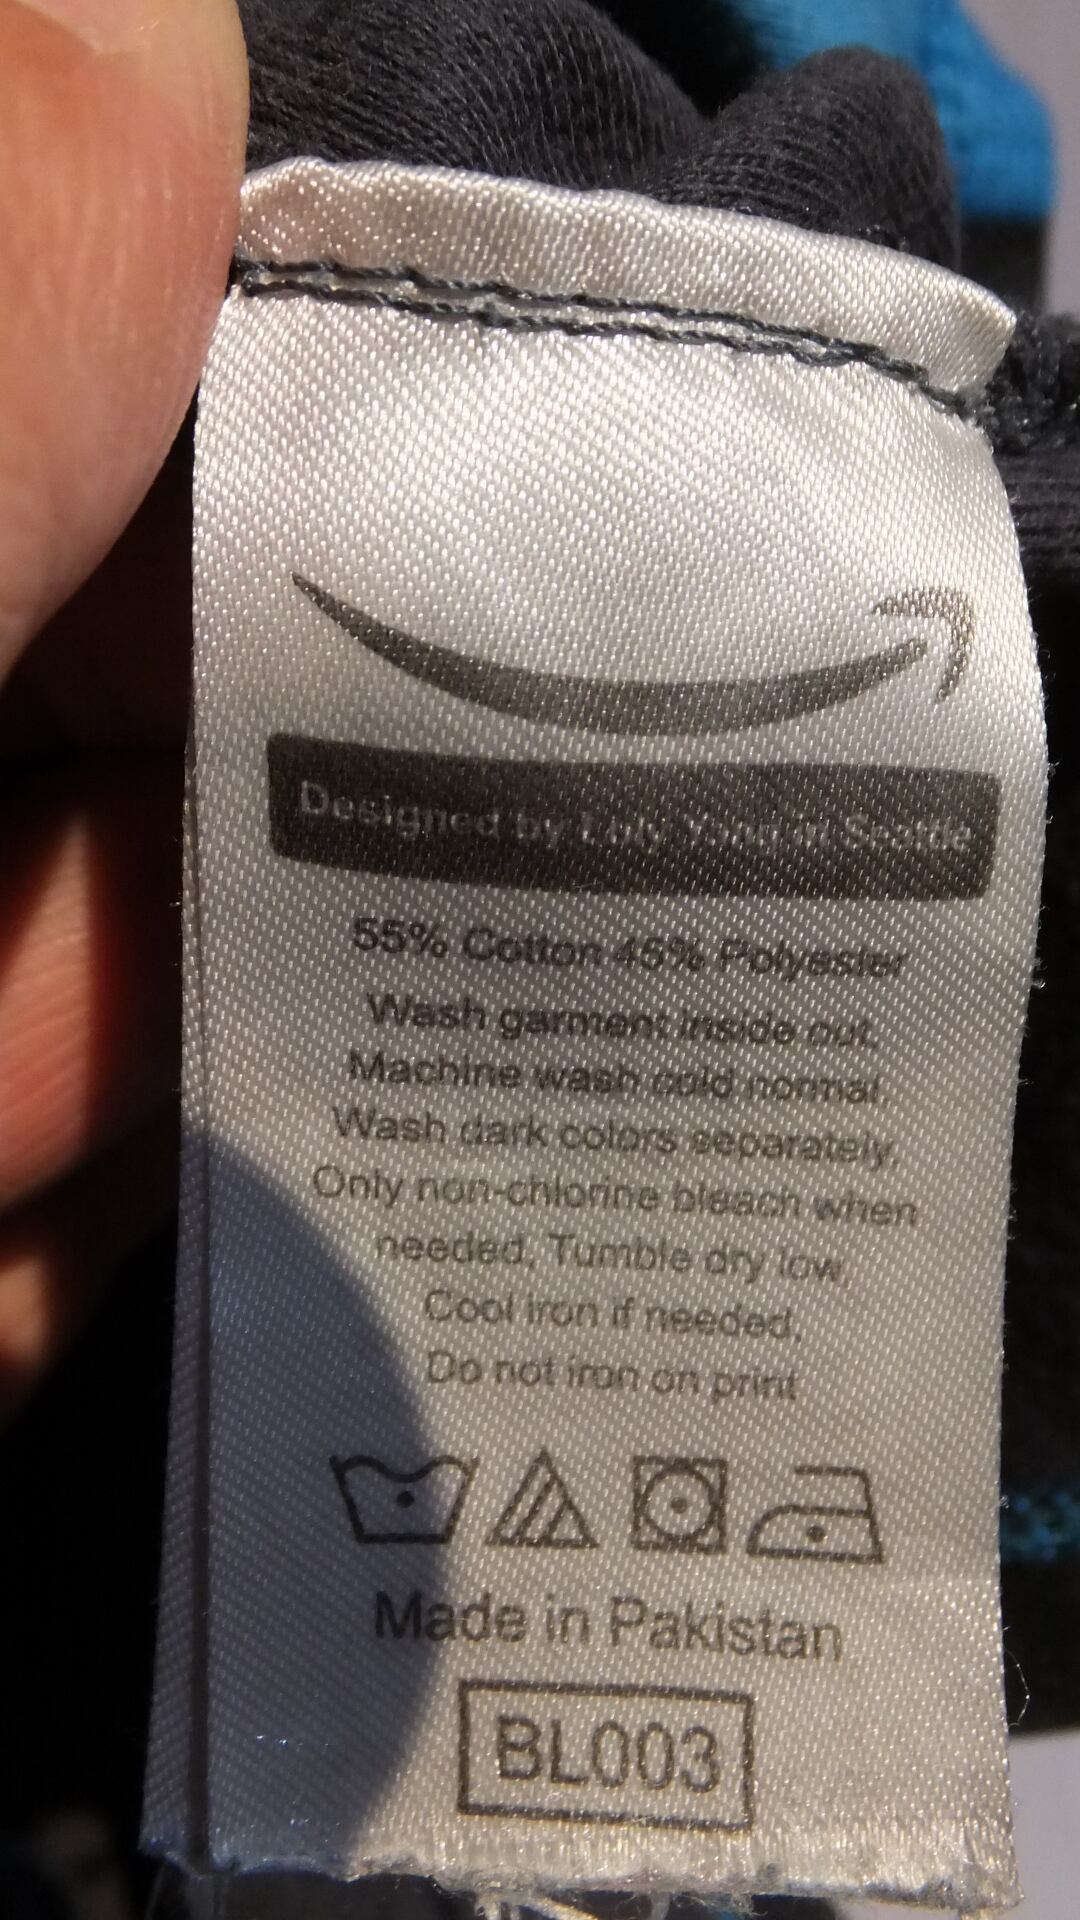 Designed by Luly Yang in Seattle
55% Cotton 45% Polyester
Wash garment inside out.
Machine wash cold normal.
Wash dark colors separately.
Only non-chlorine bleach when
needed. Tumble dry low.
Cool iron if needed.
Do not iron on print
Made in Pakistan
BL003